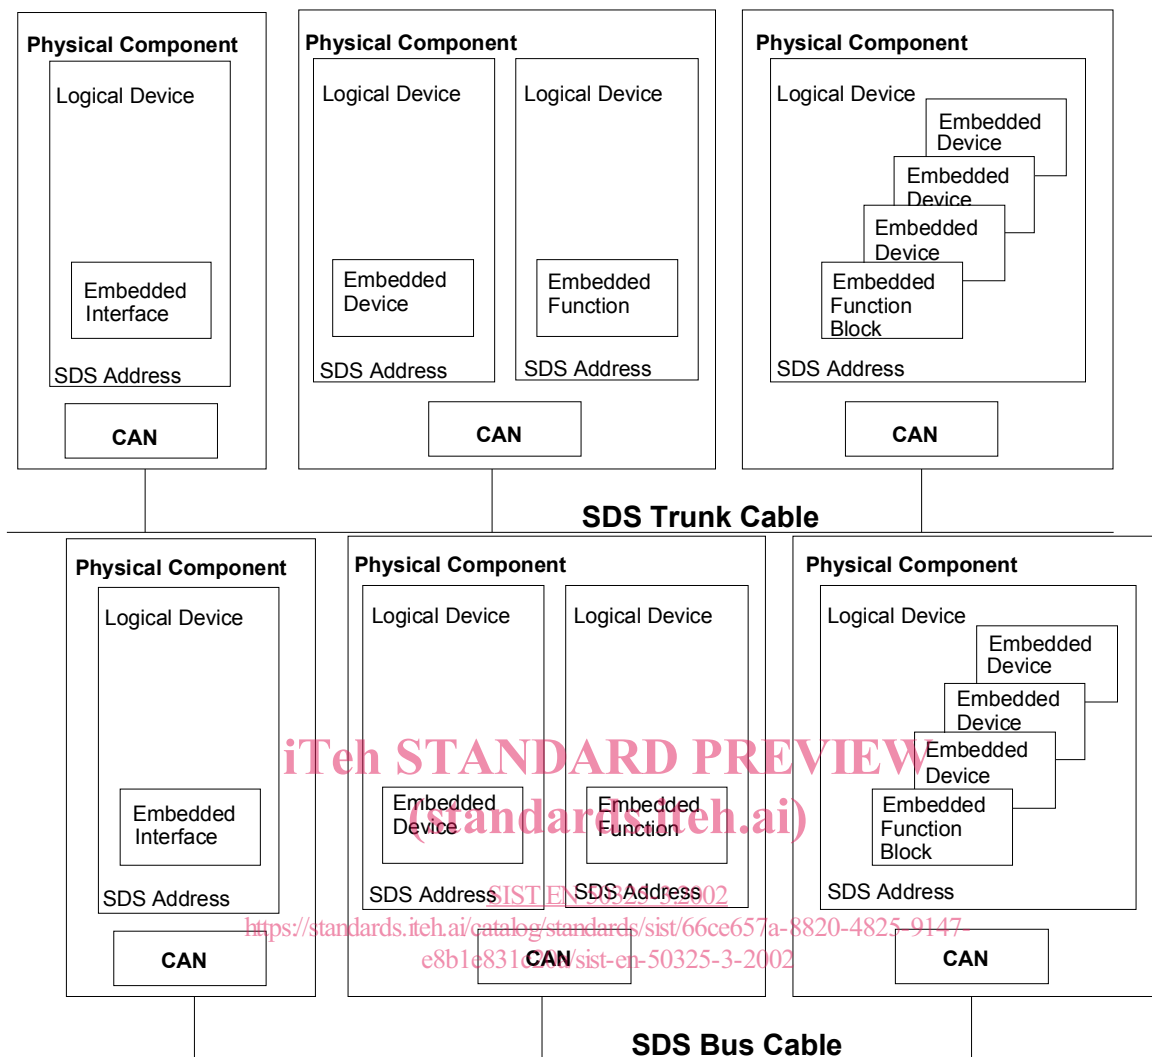 Physical Component
Logical Device
Embedded
Interface
SDS Address
CAN
Physical Component
Logical Device
Embedded
Device
SDS Address
Logical Device
Embedded
Function
SDS Address
CAN
Physical Component
Logical Device
Embedded
Device
Embedded
Device
Embedded
Device
Embedded
Function
Block
SDS Address
CAN
SDS Trunk Cable
Physical Component
Logical Device
Embedded
Interface
SDS Address
CAN
Physical Component
Logical Device
Embedded
Device
SDS Address
Logical Device
Embedded
Function
SDS Address
CAN
Physical Component
Logical Device
Embedded
Device
Embedded
Device
Embedded
Device
Embedded
Function
Block
SDS Address
CAN
SDS Bus Cable
iTeh STANDARD PREVIEW
(standards.iteh.ai)
SIST EN 50325-3:2002
https://standards.iteh.ai/catalog/standards/sist/66ce657a-8820-4825-9147-
/sist-en-50325-3-2002